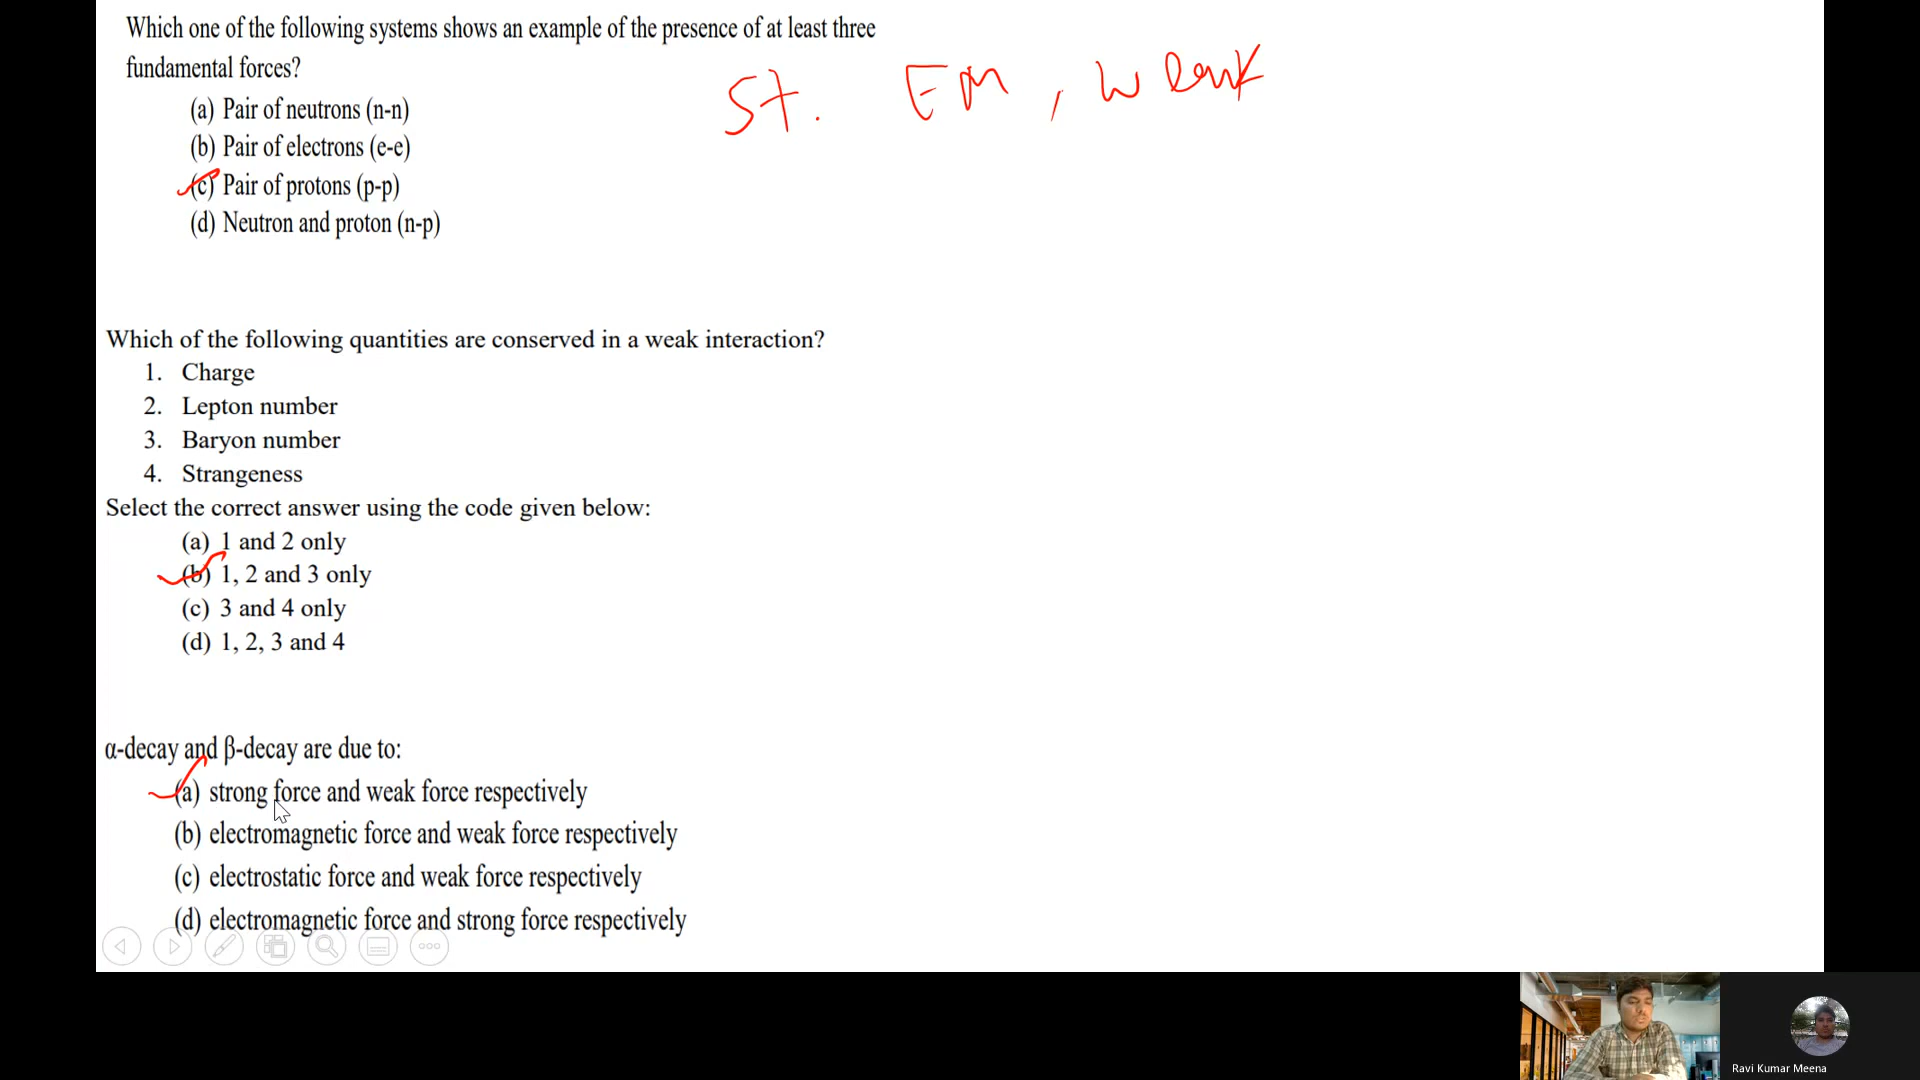 Which one of the following systems shows an example of the presence of at least three
fundamental forces?
St. EM, weak
(a) Pair of neutrons (n-n)
(b) Pair of electrons (e-e)
(c) Pair of protons (p-p)
(d) Neutron and proton (n-p)
Which of the following quantities are conserved in a weak interaction?
1. Charge
2. Lepton number
3. Baryon number
4. Strangeness
Select the correct answer using the code given below:
(a) 1 and 2 only
(b) 1, 2 and 3 only
(c) 3 and 4 only
(d) 1, 2, 3 and 4
α-decay and β-decay are due to:
(a) strong force and weak force respectively
(b) electromagnetic force and weak force respectively
(c) electrostatic force and weak force respectively
(d) electromagnetic force and strong force respectively
Ravi Kumar Meena